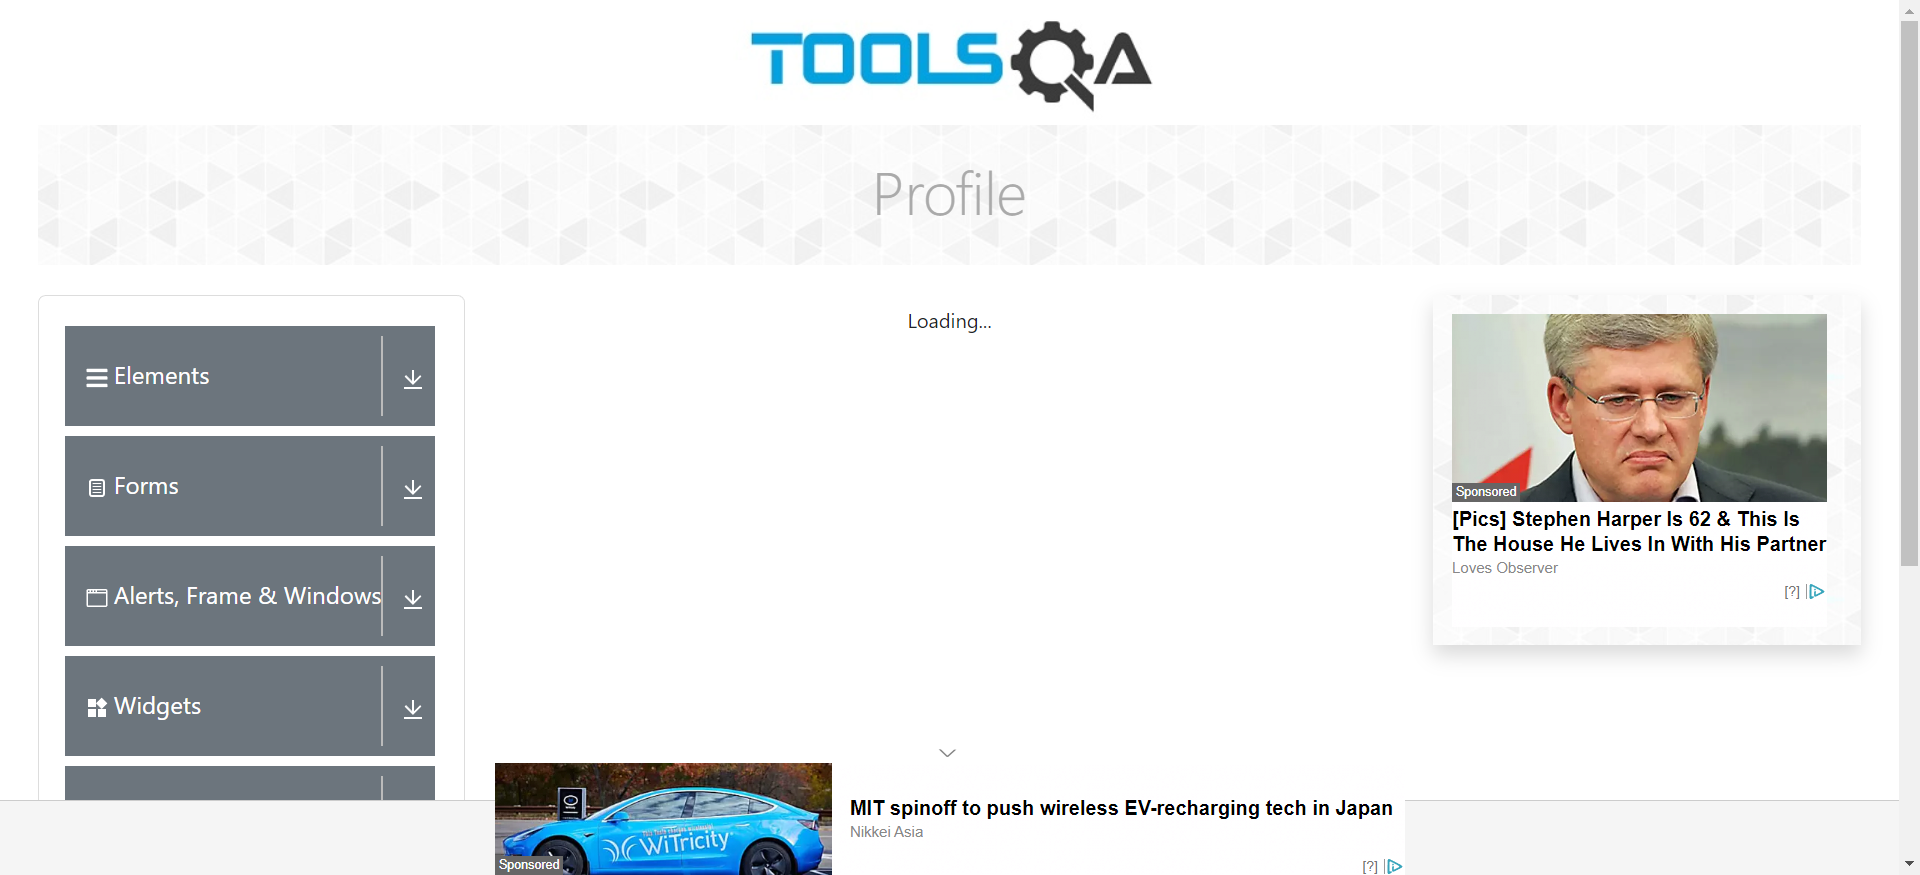 TOOLSQA
Profile
Elements
Forms
Alerts, Frame & Windows
Widgets
Loading...
Sponsored
[Pics] Stephen Harper Is 62 & This Is
The House He Lives In With His Partner
Loves Observer
[?]
WiTricity
Sponsored
MIT spinoff to push wireless EV-recharging tech in Japan
Nikkei Asia
[?]